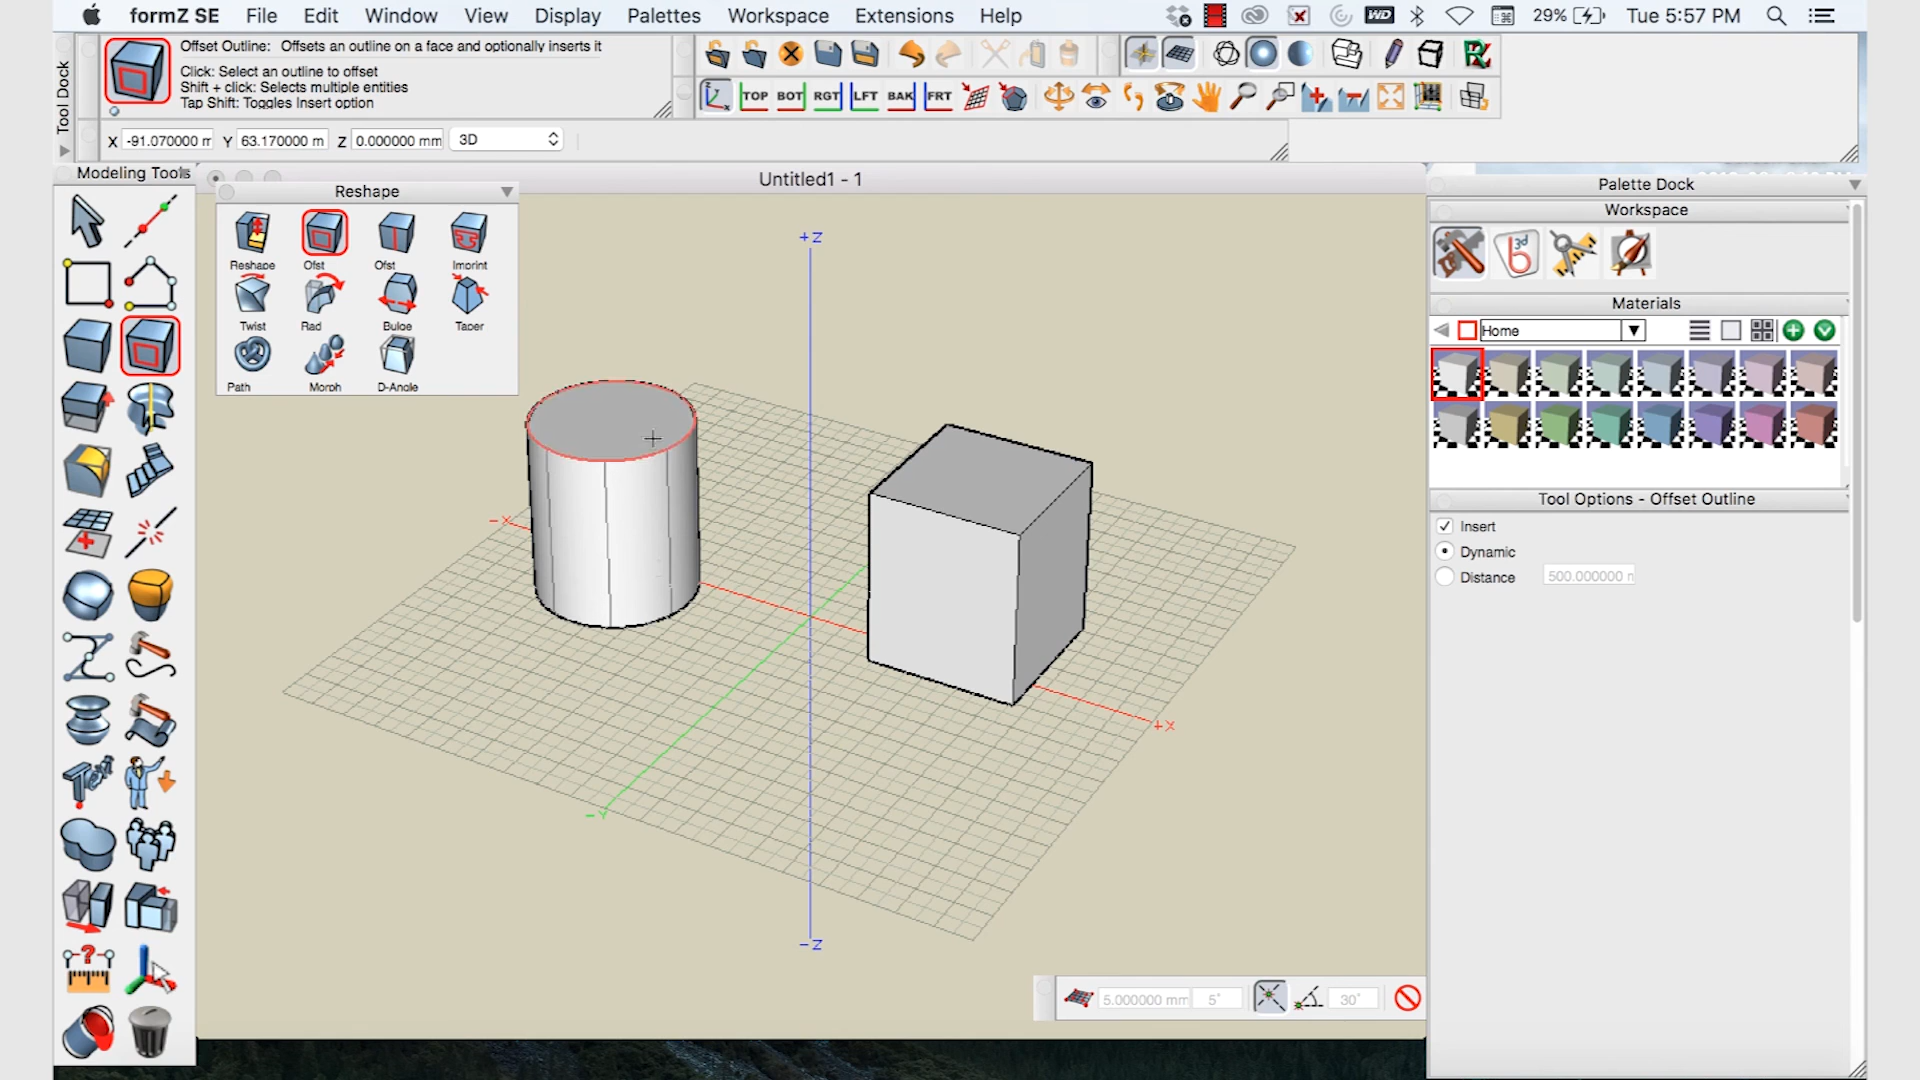 formZ SE File Edit Window View Display Palettes Workspace Extensions Help 29% Tue 5:57 PM
Offset Outline: Offsets an outline on a face and optionally inserts it
Click: Select an outline to offset
Shift + click: Selects multiple entities
Tap Shift: Toggles Insert option
Tool Dock
TOP BOT RGT LFT BAK FRT
X -91.070000 m Y 63.170000 m Z 0.000000 mm 3D
Modeling Tools
Untitled1 - 1
Reshape
Reshape Ofst Ofst Imprint
Twist Rad Bulge Taper
Path Morph D-Angle
+Z
-X
+X
-Y
-Z
5.000000 mm 5° 30°
Palette Dock
Workspace
3d
Materials
Home
Tool Options - Offset Outline
Insert
Dynamic
Distance 500.000000 m